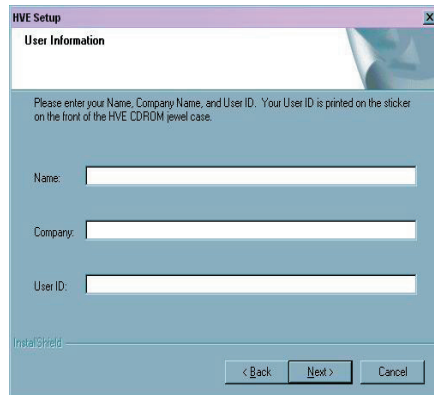 HVE Setup
User Information
Please enter your Name, Company Name, and User ID. Your User ID is printed on the sticker
on the front of the HVE CDROM jewel case.
Name:
Company:
User ID:
InstallShield
< Back
Next >
Cancel